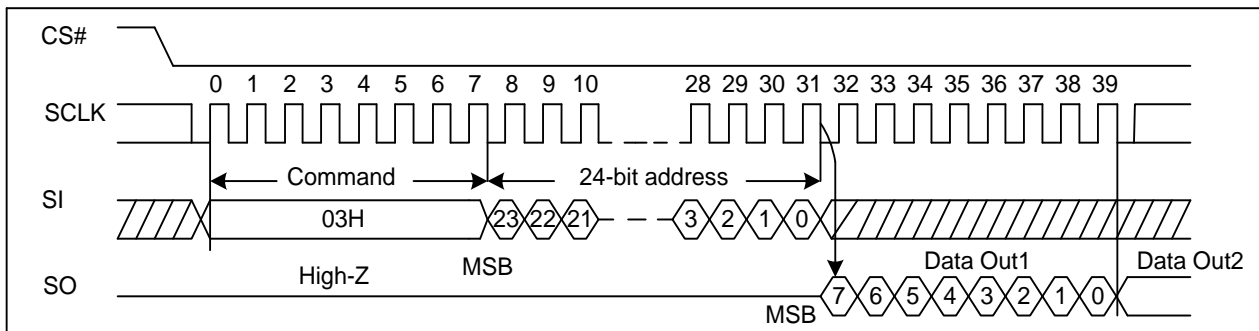 CS#
0 1 2 3 4 5 6 7 8 9 10 28 29 30 31 32 33 34 35 36 37 38 39
SCLK
Command 24-bit address
SI
03H 23 22 21 3 2 1 0
High-Z MSB Data Out1 Data Out2
SO
MSB 7 6 5 4 3 2 1 0